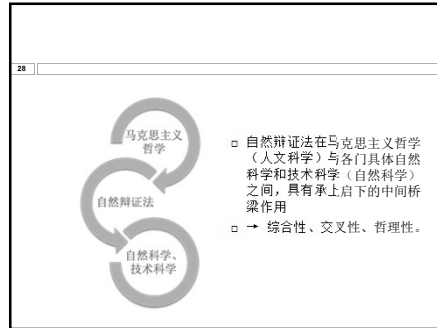 28
马克思主义
哲学
自然辩证法
自然科学、
技术科学
□ 自然辩证法在马克思主义哲学
（人文科学）与各门具体自然
科学和技术科学（自然科学）
之间，具有承上启下的中间桥
梁作用
□ → 综合性、交叉性、哲理性。